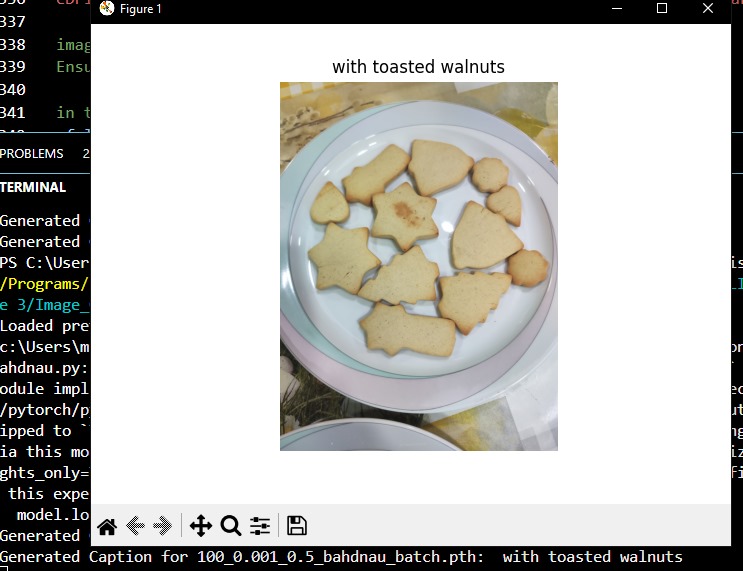 Figure 1
337
338 imag
339 Ensu
340
341 in t
with toasted walnuts
PROBLEMS 2
TERMINAL
Generated
Generated
PS C:\User
/Programs/
e 3/Image_
Loaded pre
c:\Users\m
ahdnau.py:
odule impl
/pytorch/p
ipped to `
ia this mo
ghts_only=
this expe
model.lo
Generated
Generated Caption for 100_0.001_0.5_bahdnau_batch.pth: with toasted walnuts